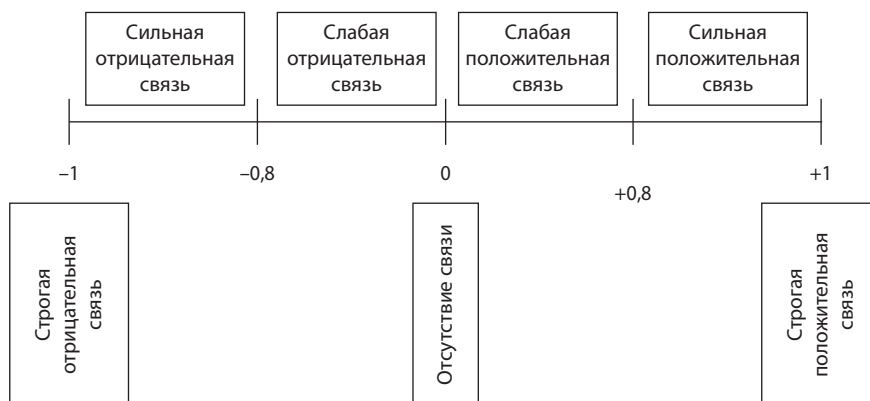 Сильная
отрицательная
связь
Слабая
отрицательная
связь
Слабая
положительная
связь
Сильная
положительная
связь
–1
–0,8
0
+0,8
+1
Строгая
отрицательная
связь
Отсутствие связи
Строгая
положительная
связь